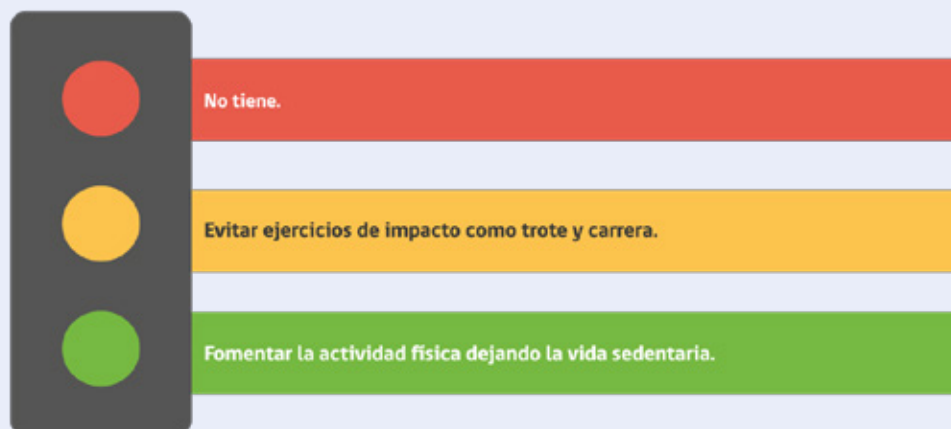 No tiene.
Evitar ejercicios de impacto como trote y carrera.
Fomentar la actividad física dejando la vida sedentaria.